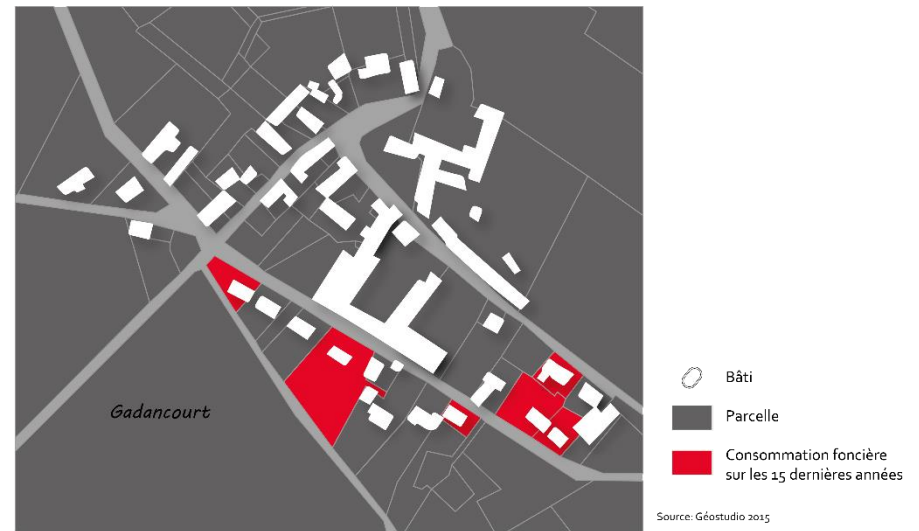 Gadancourt
Bâti
Parcelle
Consommation foncière
sur les 15 dernières années
Source: Géostudio 2015